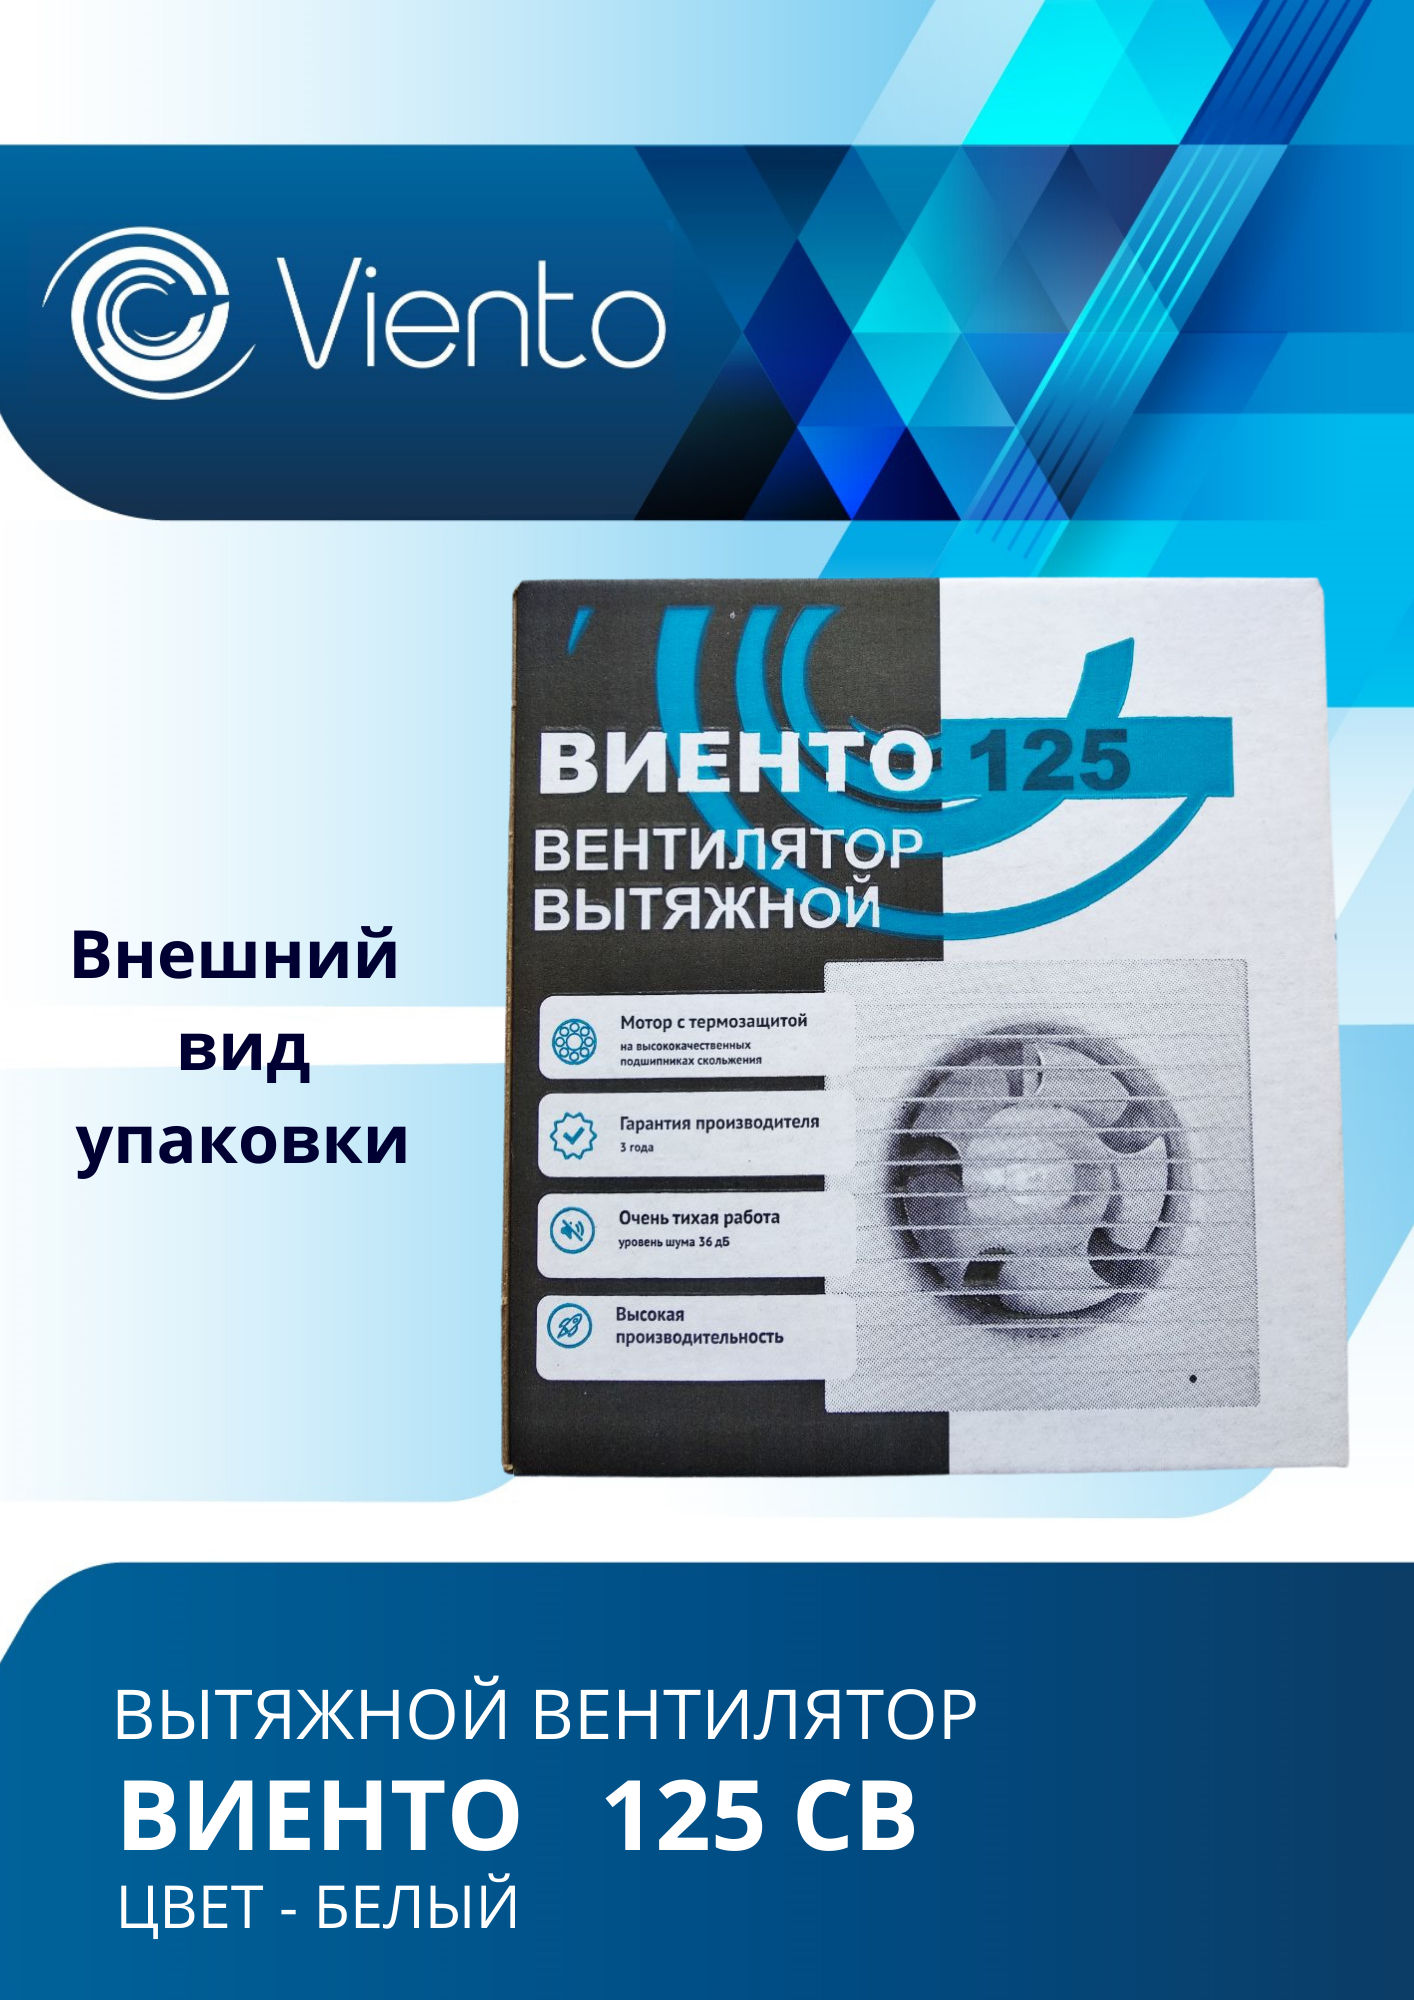 Viento
ВИЕНТО 125
ВЕНТИЛЯТОР
ВЫТЯЖНОЙ
Мотор с термозащитой
на высококачественных
подшипниках скольжения
Гарантия производителя
3 года
Очень тихая работа
уровень шума 36 дБ
Высокая
производительность
Внешний
вид
упаковки
ВЫТЯЖНОЙ ВЕНТИЛЯТОР
ВИЕНТО 125 СВ
ЦВЕТ - БЕЛЫЙ